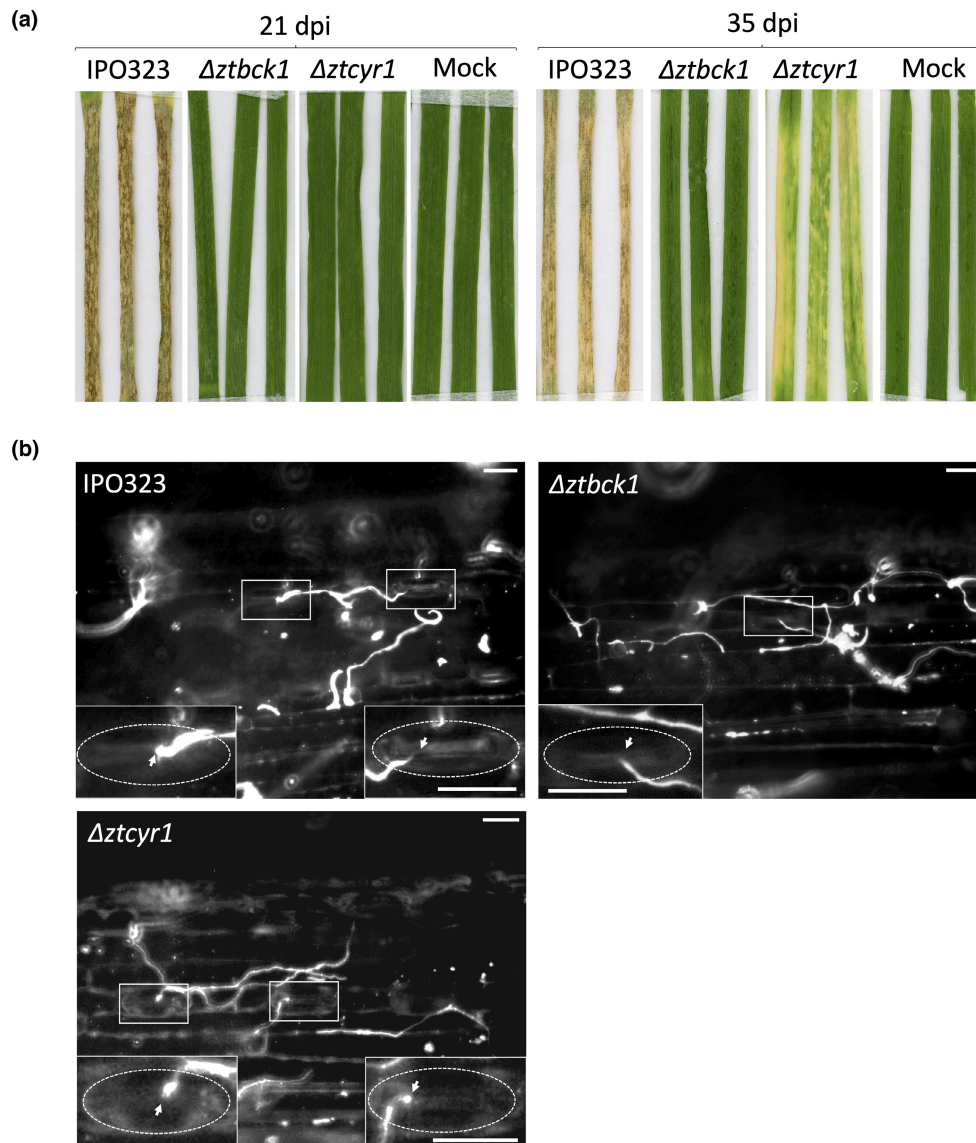 (a)
21 dpi
35 dpi
IPO323 Δztbck1 Δztcyr1 Mock
IPO323 Δztbck1 Δztcyr1 Mock
(b)
IPO323
Δztbck1
Δztcyr1